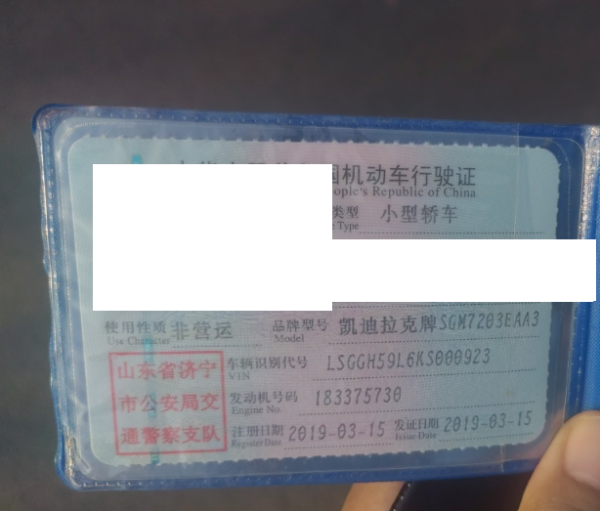 国机动车行驶证
ople's Republic of China
类型 小型轿车
Type
使用性质 非营运 品牌型号 凯迪拉克牌SGM7203EAA3
Use Character Model
山东省济宁
市公安局交
通警察支队
车辆识别代号 LSGGH59L6KS000923
VIN
发动机号码 183375730
Engine No.
注册日期 2019-03-15 发证日期 2019-03-15
Register Date Issue Date